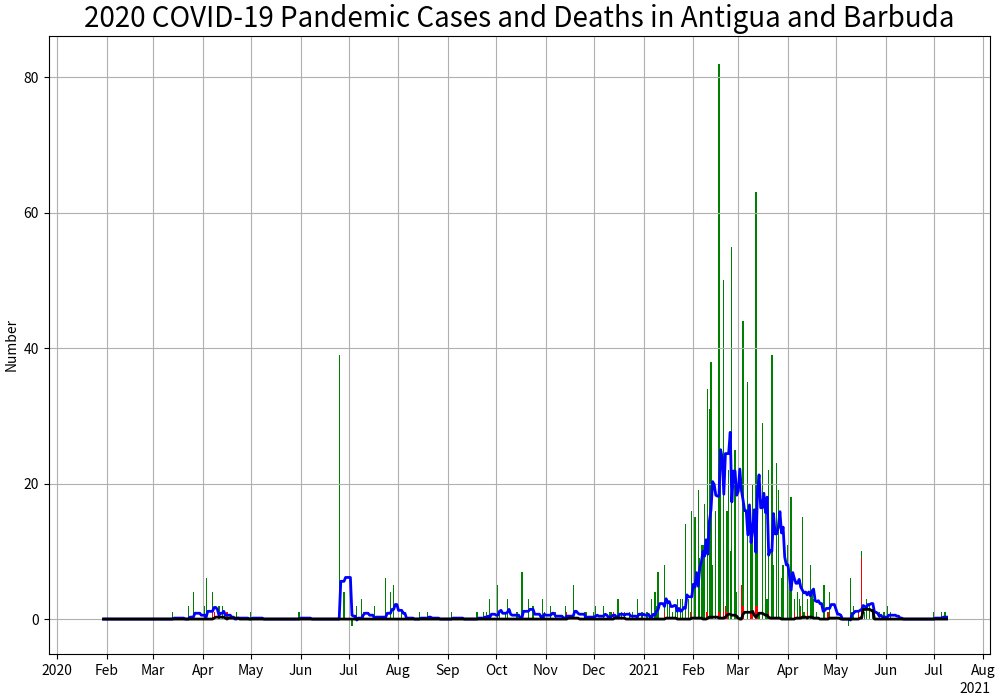 2020 COVID-19 Pandemic Cases and Deaths in Antigua and Barbuda
Number
80
60
40
20
0
2020 Feb Mar Apr May Jun Jul Aug Sep Oct Nov Dec 2021 Feb Mar Apr May Jun Jul Aug
2021